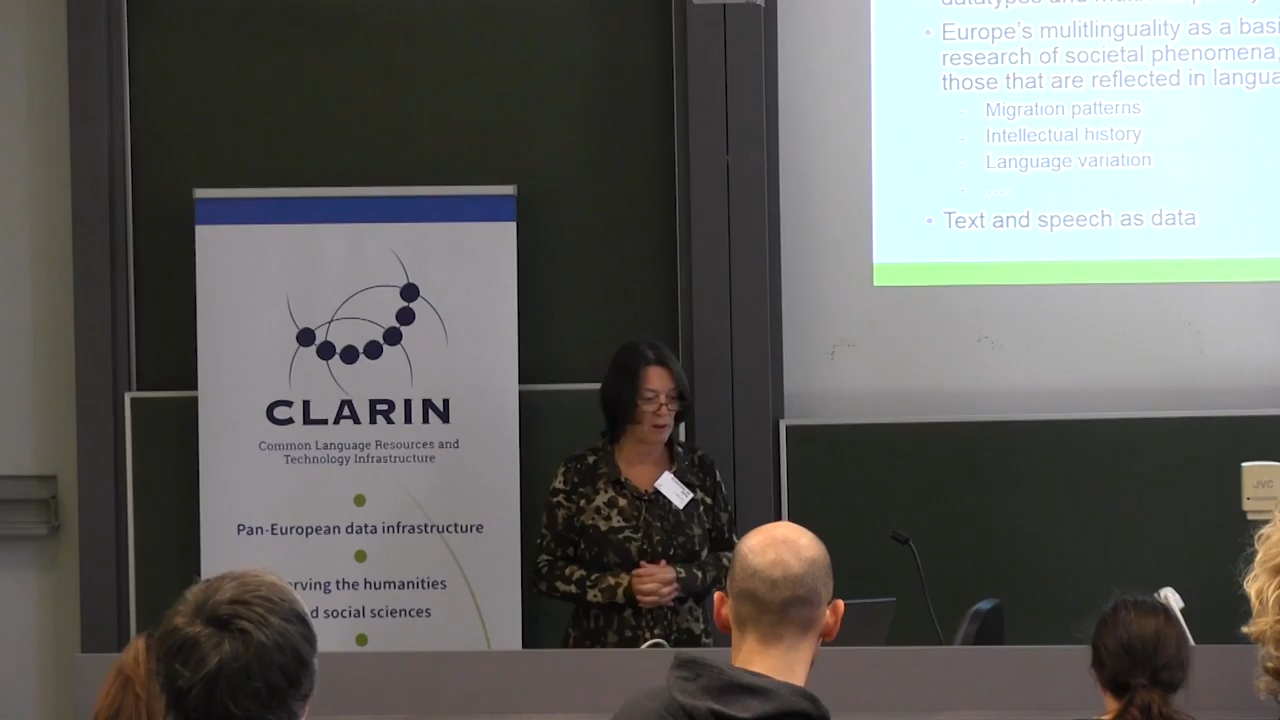 CLARIN
Common Language Resources and
Technology Infrastructure
Pan-European data infrastructure
rving the humanities
d social sciences
datatypes and
• Europe's mulitlinguality as a basi
research of societal phenomena,
those that are reflected in langua
- Migration patterns
- Intellectual history
- Language variation
- ....
• Text and speech as data
JVC